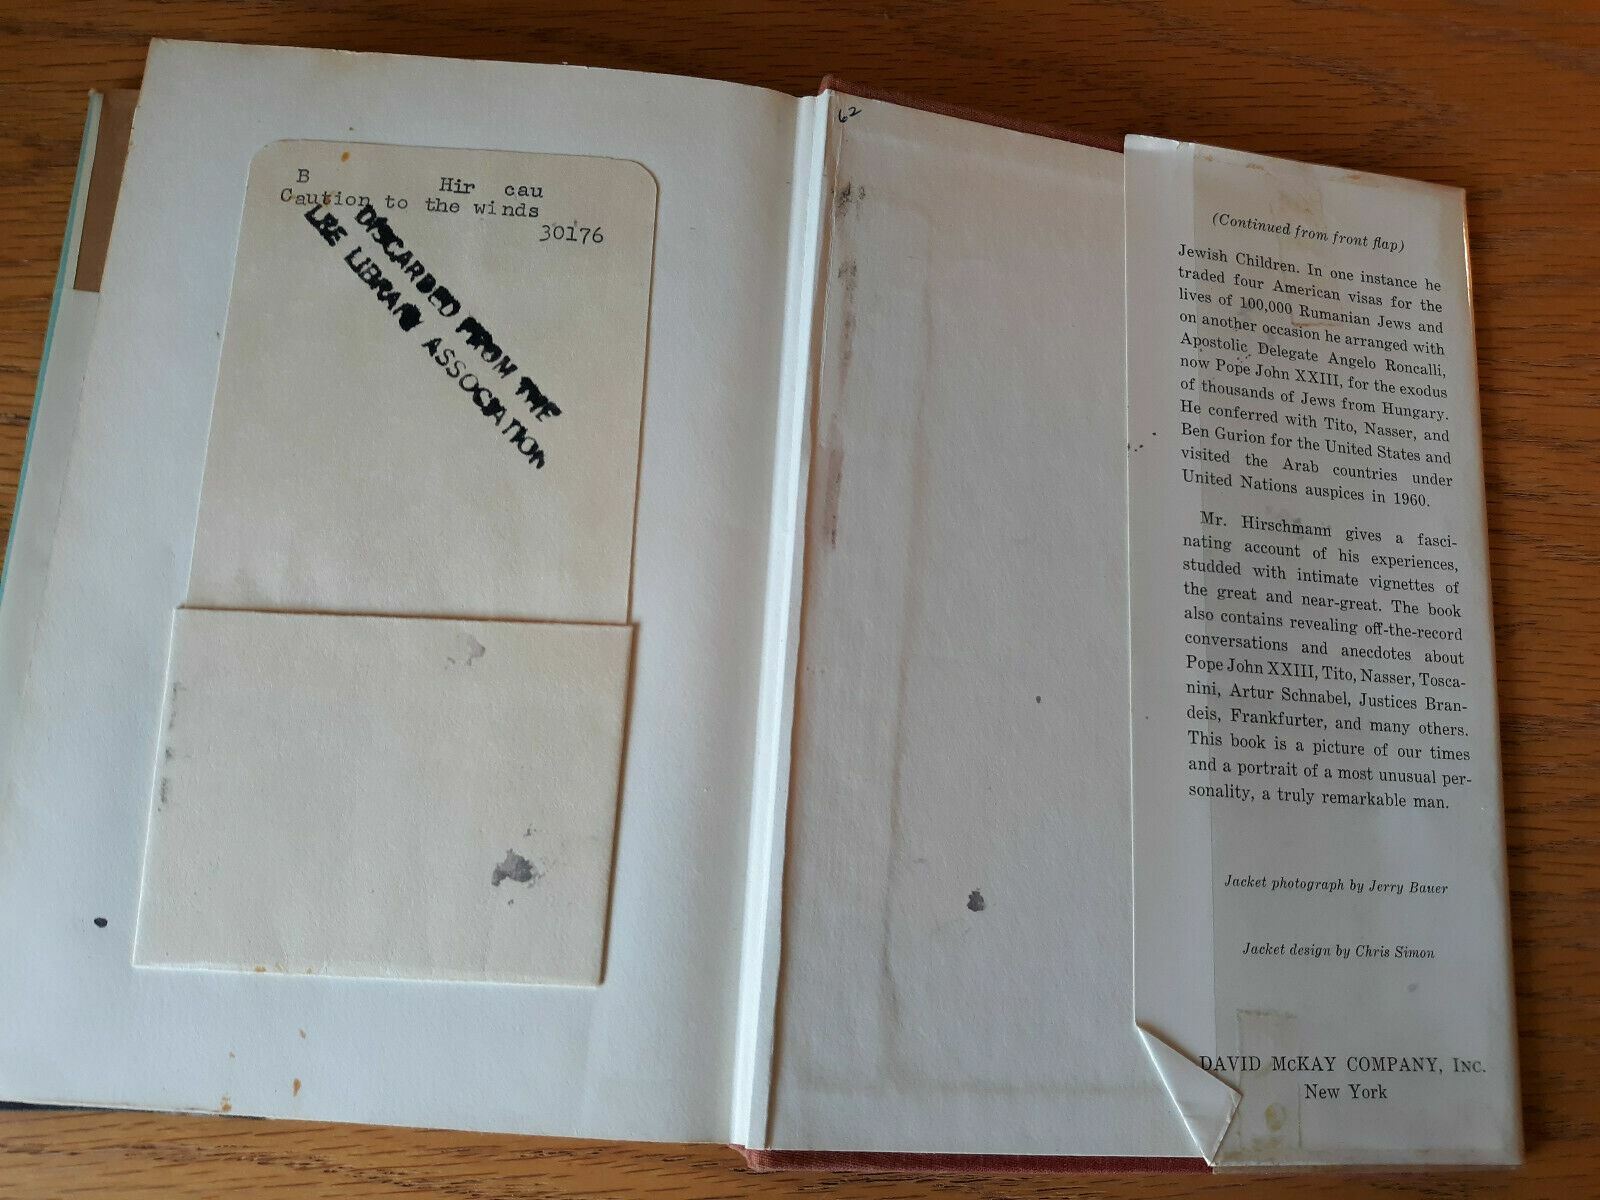 B Hir cau
Caution to the winds
30176
DISCARDED FROM THE
LEE LIBRARY ASSOCIATION
62
(Continued from front flap)
Jewish Children. In one instance he
traded four American visas for the
lives of 100,000 Rumanian Jews and
on another occasion he arranged with
Apostolic Delegate Angelo Roncalli,
now Pope John XXIII, for the exodus
of thousands of Jews from Hungary.
He conferred with Tito, Nasser, and
Ben Gurion for the United States and
visited the Arab countries under
United Nations auspices in 1960.
Mr. Hirschmann gives a fasci-
nating account of his experiences,
studded with intimate vignettes of
the great and near-great. The book
also contains revealing off-the-record
conversations and anecdotes about
Pope John XXIII, Tito, Nasser, Tosca-
nini, Artur Schnabel, Justices Bran-
deis, Frankfurter, and many others.
This book is a picture of our times
and a portrait of a most unusual per-
sonality, a truly remarkable man.
Jacket photograph by Jerry Bauer
Jacket design by Chris Simon
DAVID McKAY COMPANY, INC.
New York